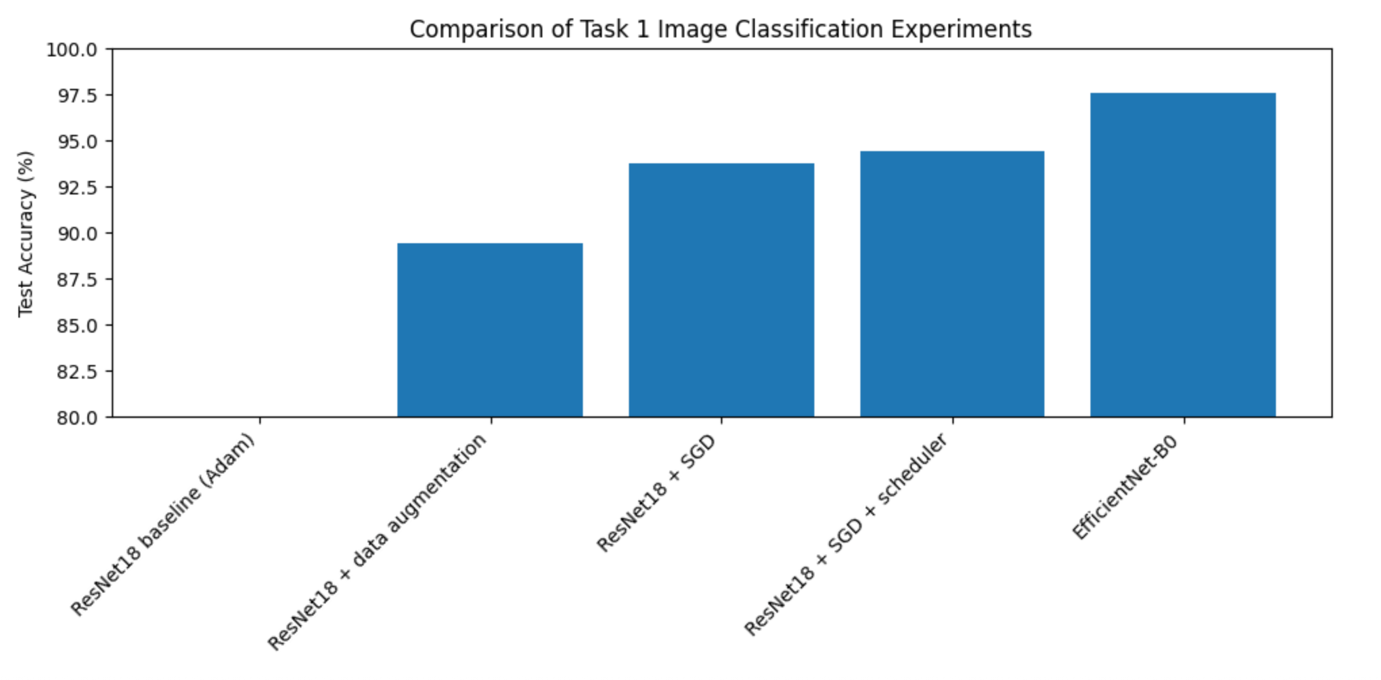 Comparison of Task 1 Image Classification Experiments
100.0
97.5
95.0
92.5
90.0
87.5
85.0
82.5
80.0
Test Accuracy (%)
ResNet18 baseline (Adam)
ResNet18 + data augmentation
ResNet18 + SGD
ResNet18 + SGD + scheduler
EfficientNet-B0